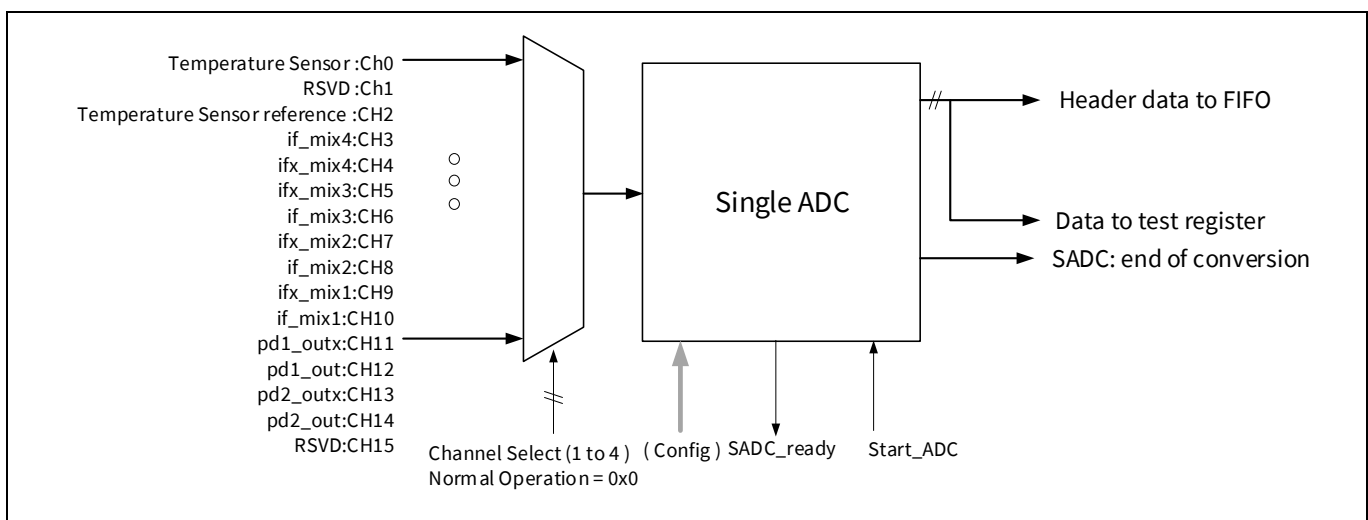 Temperature Sensor :Ch0
RSVD :Ch1
Temperature Sensor reference :CH2
if_mix4:CH3
ifx_mix4:CH4
ifx_mix3:CH5
if_mix3:CH6
ifx_mix2:CH7
if_mix2:CH8
ifx_mix1:CH9
if_mix1:CH10
pd1_outx:CH11
pd1_out:CH12
pd2_outx:CH13
pd2_out:CH14
RSVD:CH15
Channel Select (1 to 4 )
Normal Operation = 0x0
Single ADC
( Config )
SADC_ready
Start_ADC
Header data to FIFO
Data to test register
SADC: end of conversion